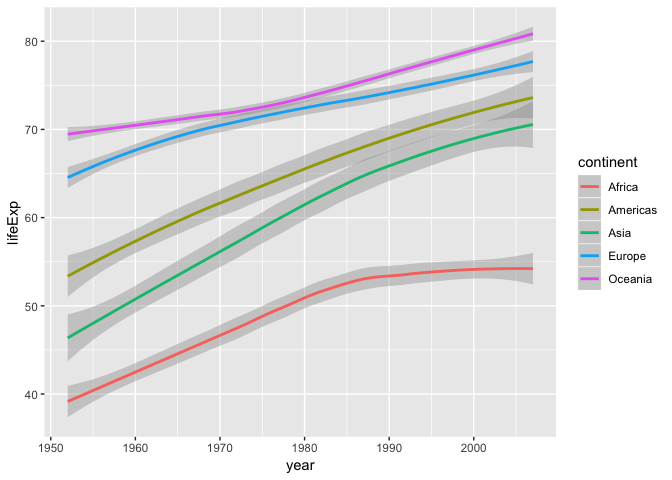 80
70
60
50
40
lifeExp
1950 1960 1970 1980 1990 2000
year
continent
Africa
Americas
Asia
Europe
Oceania